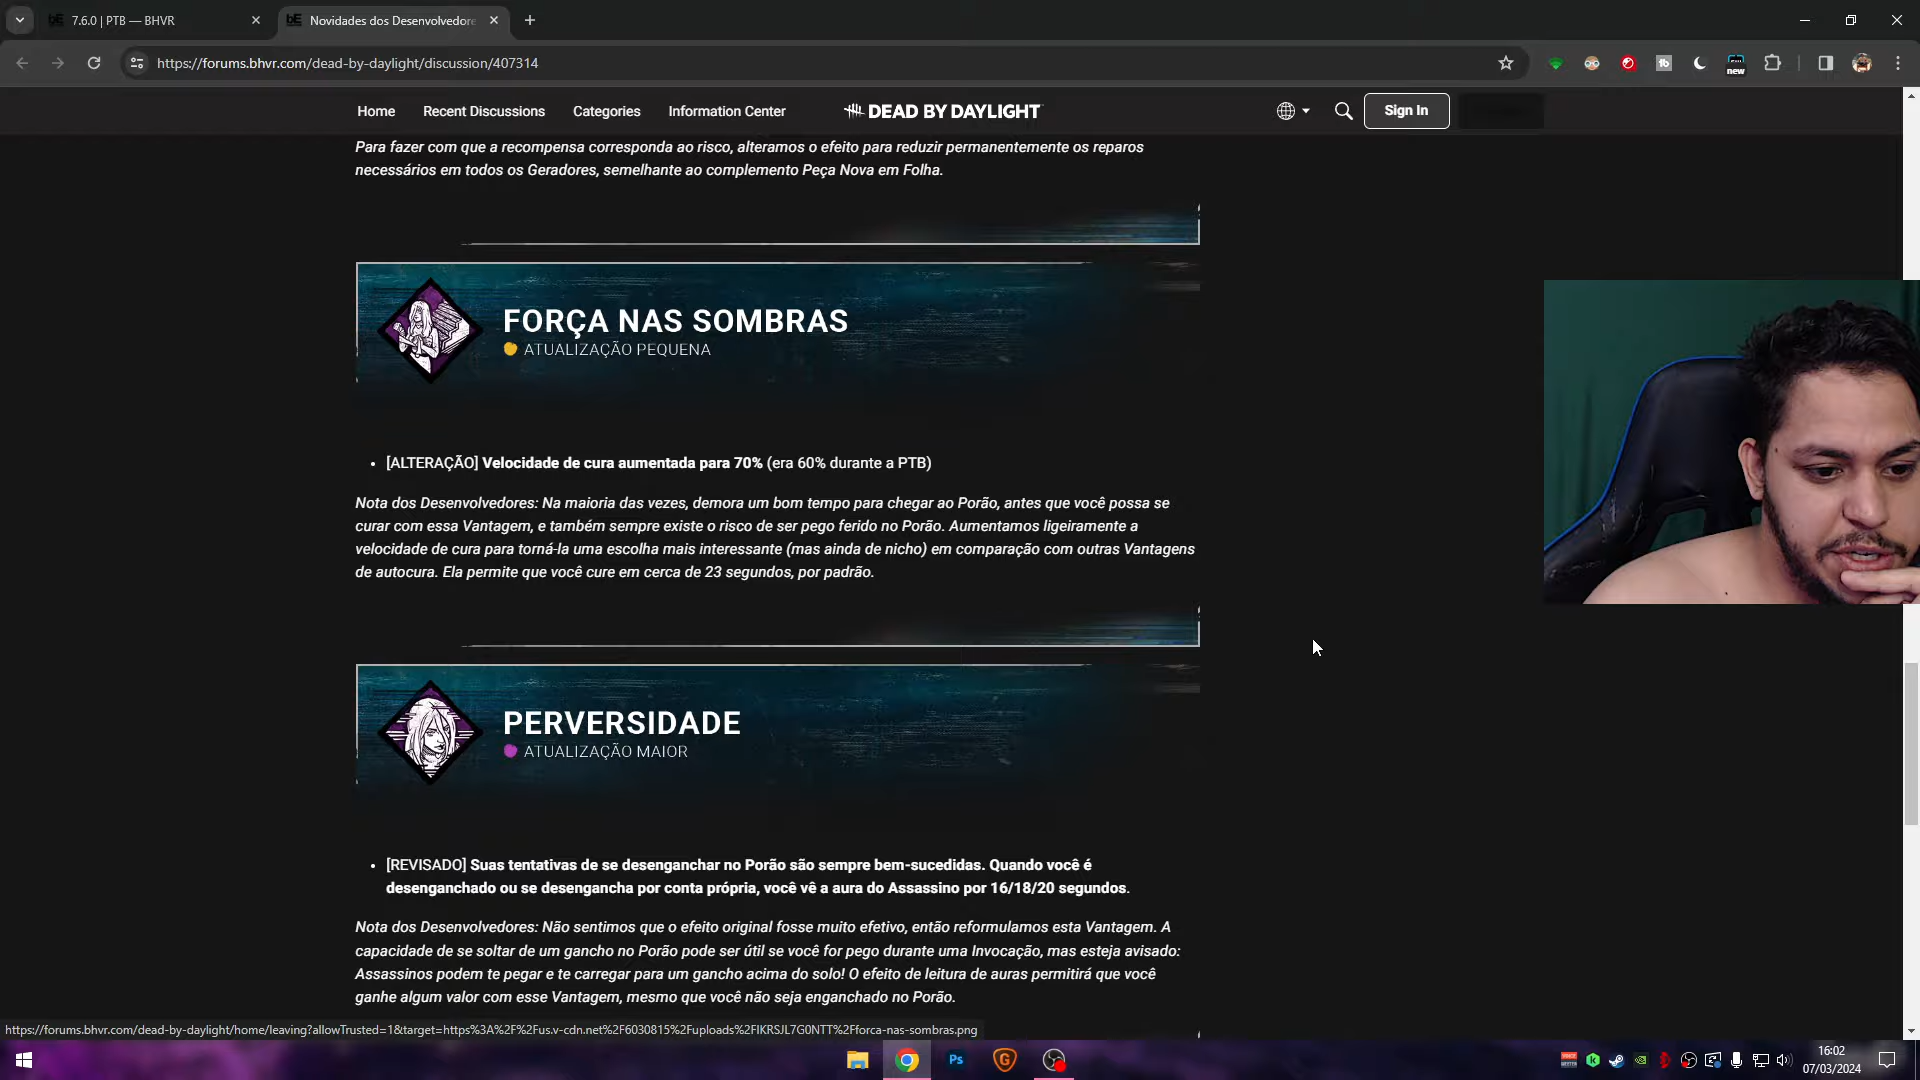 7.6.0 | PTB — BHVR
Novidades dos Desenvolvedore
https://forums.bhvr.com/dead-by-daylight/discussion/407314
new
Home
Recent Discussions
Categories
Information Center
DEAD BY DAYLIGHT
Sign In
Para fazer com que a recompensa corresponda ao risco, alteramos o efeito para reduzir permanentemente os reparos
necessários em todos os Geradores, semelhante ao complemento Peça Nova em Folha.
FORÇA NAS SOMBRAS
ATUALIZAÇÃO PEQUENA
• [ALTERAÇÃO] Velocidade de cura aumentada para 70% (era 60% durante a PTB)
Nota dos Desenvolvedores: Na maioria das vezes, demora um bom tempo para chegar ao Porão, antes que você possa se
curar com essa Vantagem, e também sempre existe o risco de ser pego ferido no Porão. Aumentamos ligeiramente a
velocidade de cura para torná-la uma escolha mais interessante (mas ainda de nicho) em comparação com outras Vantagens
de autocura. Ela permite que você cure em cerca de 23 segundos, por padrão.
PERVERSIDADE
ATUALIZAÇÃO MAIOR
• [REVISADO] Suas tentativas de se desenganchar no Porão são sempre bem-sucedidas. Quando você é
desenganchado ou se desengancha por conta própria, você vê a aura do Assassino por 16/18/20 segundos.
Nota dos Desenvolvedores: Não sentimos que o efeito original fosse muito efetivo, então reformulamos esta Vantagem. A
capacidade de se soltar de um gancho no Porão pode ser útil se você for pego durante uma Invocação, mas esteja avisado:
Assassinos podem te pegar e te carregar para um gancho acima do solo! O efeito de leitura de auras permitirá que você
ganhe algum valor com esse Vantagem, mesmo que você não seja enganchado no Porão.
https://forums.bhvr.com/dead-by-daylight/home/leaving?allowTrusted=1&target=https%3A%2F%2Fus.v-cdn.net%2F6030815%2Fuploads%2FIKRSJL7G0NTT%2Fforca-nas-sombras.png
Ps
16:02
07/03/2024